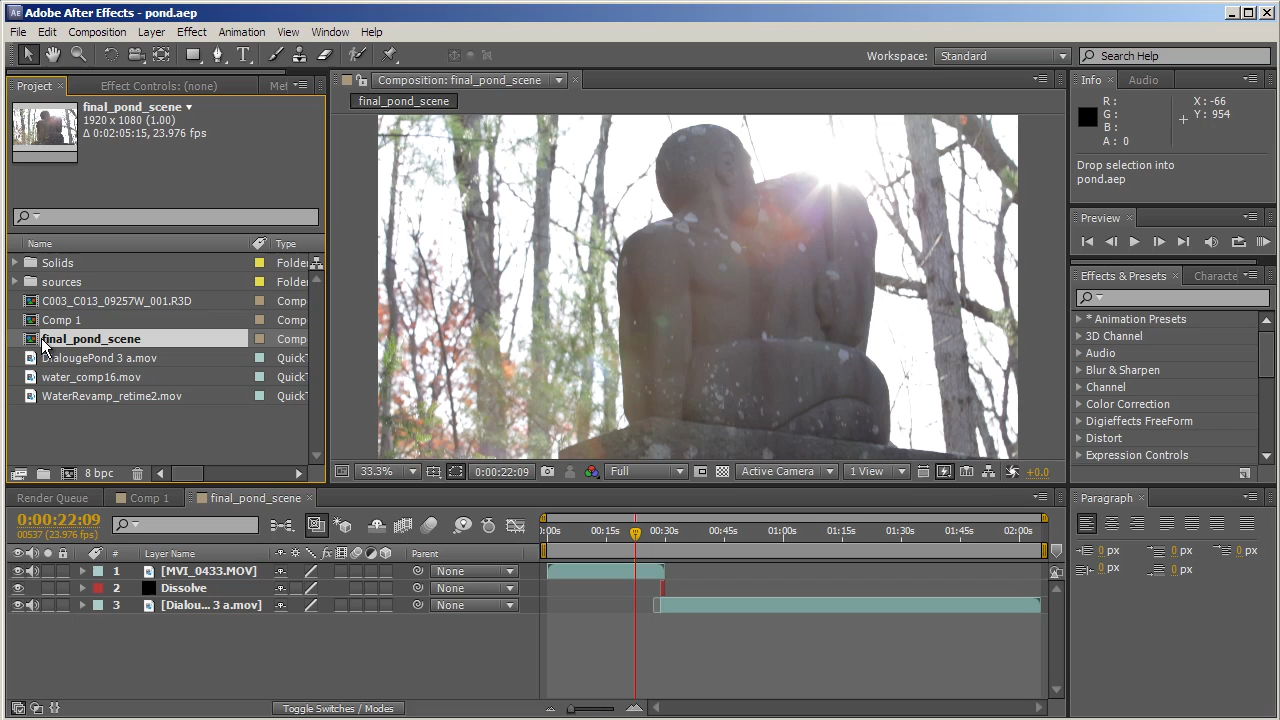 Adobe After Effects - pond.aep
File Edit Composition Layer Effect Animation View Window Help
Workspace: Standard Search Help
Project Effect Controls: (none)
final_pond_scene
1920 x 1080 (1.00)
Δ 0:02:05:15, 23.976 fps
Name Type
Solids Folder
sources Folder
C003_C013_09257W_001.R3D Comp
Comp 1 Comp
final_pond_scene Comp
DialougePond 3 a.mov QuickT
water_comp16.mov QuickT
WaterRevamp_retime2.mov QuickT
8 bpc
Composition: final_pond_scene
final_pond_scene
33.3% 0:00:22:09 Full Active Camera 1 View +0.0
Info Audio
R : X : -66
G : Y : 954
B :
A : 0
Drop selection into
pond.aep
Preview
Effects & Presets Characte
* Animation Presets
3D Channel
Audio
Blur & Sharpen
Channel
Color Correction
Digieffects FreeForm
Distort
Expression Controls
Render Queue Comp 1 final_pond_scene
0:00:22:09
00537 (23.976 fps)
:00s 00:15s 00:30s 00:45s 01:00s 01:15s 01:30s 01:45s 02:00s
# Layer Name Parent
1 [MVI_0433.MOV] None
2 Dissolve None
3 [Dialou... 3 a.mov] None
Toggle Switches / Modes
Paragraph
0 px 0 px 0 px
0 px 0 px